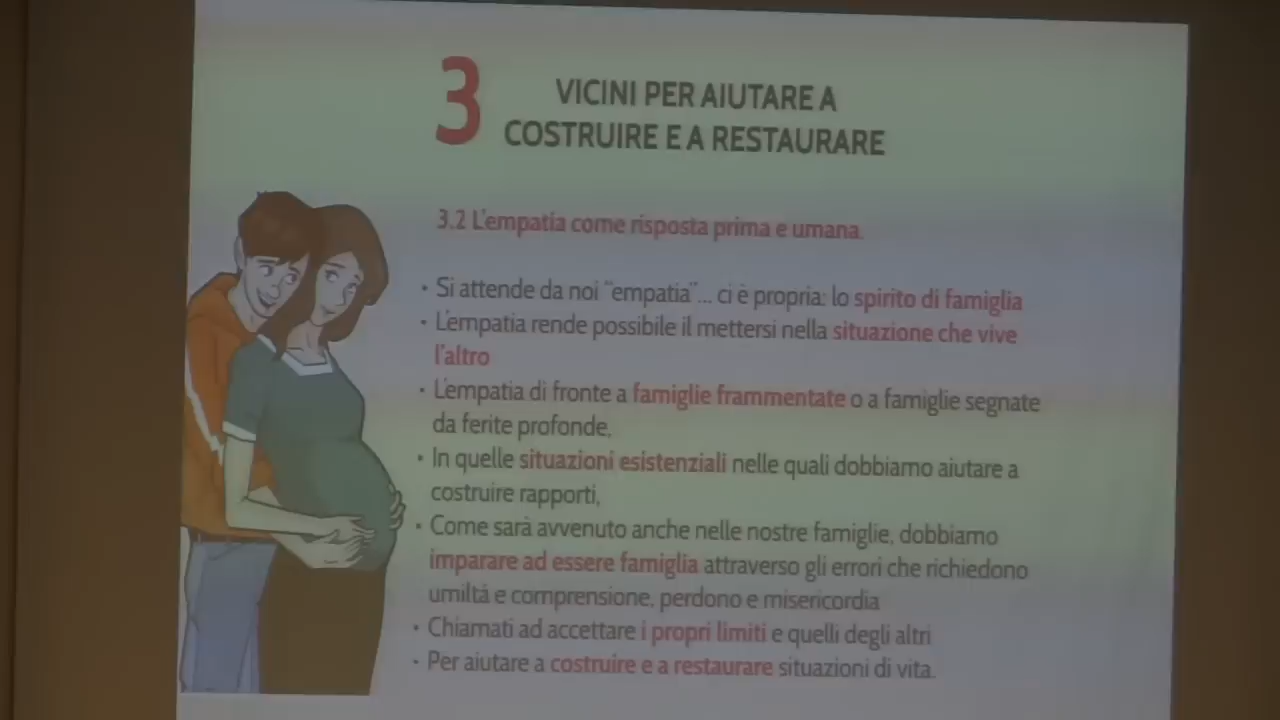 3
VICINI PER AIUTARE A
COSTRUIRE E A RESTAURARE
3.2 L'empatia come risposta prima e umana.
• Si attende da noi "empatia"... ci è propria: lo spirito di famiglia
• L'empatia rende possibile il mettersi nella situazione che vive
l'altro
• L'empatia di fronte a famiglie frammentate o a famiglie segnate
da ferite profonde,
• In quelle situazioni esistenziali nelle quali dobbiamo aiutare a
costruire rapporti,
• Come sarà avvenuto anche nelle nostre famiglie, dobbiamo
imparare ad essere famiglia attraverso gli errori che richiedono
umiltà e comprensione, perdono e misericordia
• Chiamati ad accettare i propri limiti e quelli degli altri
• Per aiutare a costruire e a restaurare situazioni di vita.